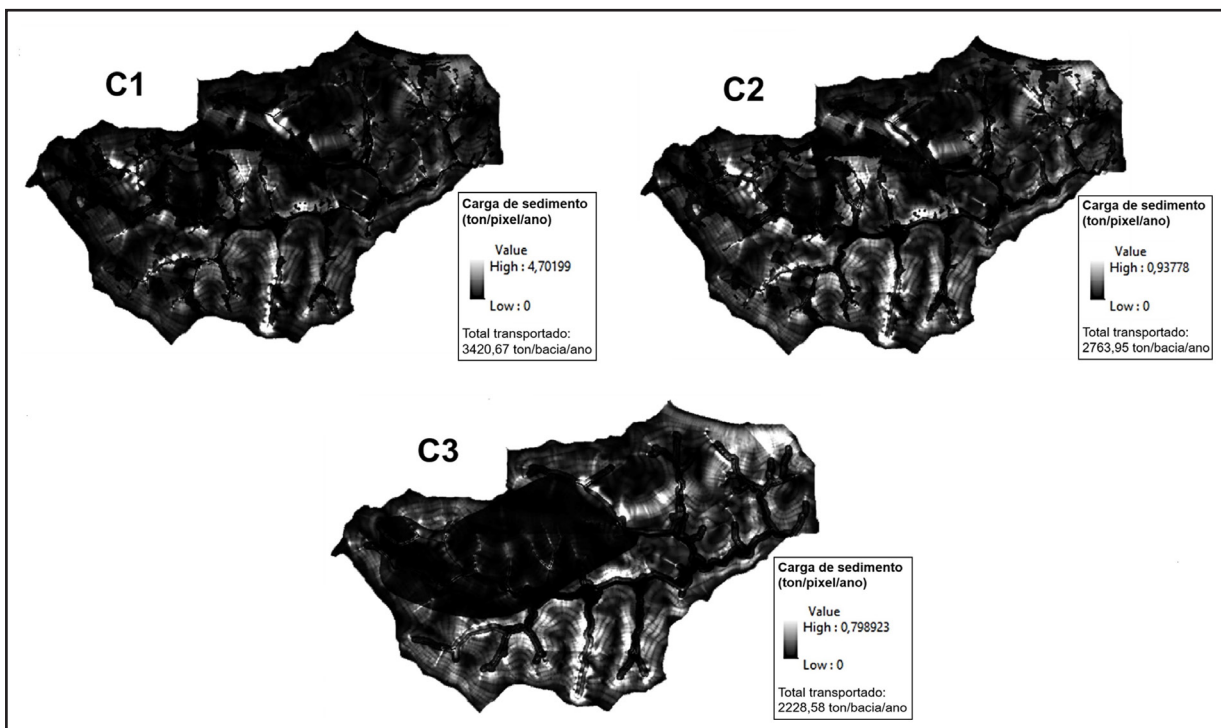 C1
Carga de sedimento
(ton/pixel/ano)
Value
High : 4,70199
Low : 0
Total transportado:
3420,67 ton/bacia/ano
C2
Carga de sedimento
(ton/pixel/ano)
Value
High : 0,93778
Low : 0
Total transportado:
2763,95 ton/bacia/ano
C3
Carga de sedimento
(ton/pixel/ano)
Value
High : 0,798923
Low : 0
Total transportado:
2228,58 ton/bacia/ano